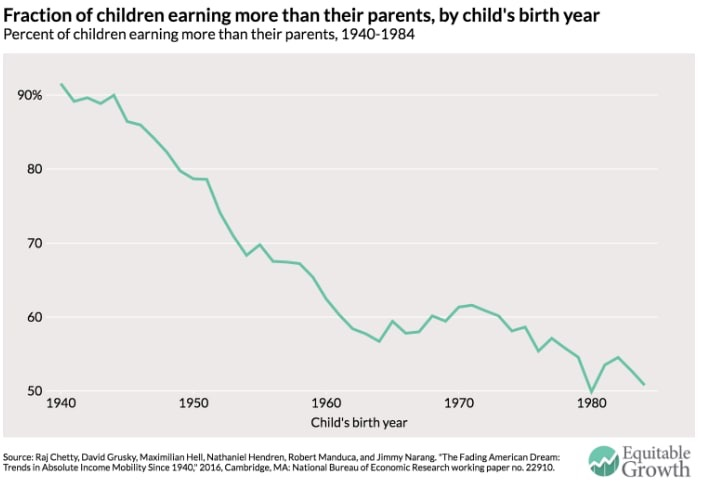 Fraction of children earning more than their parents, by child's birth year
Percent of children earning more than their parents, 1940-1984
90%
80
70
60
50
1940 1950 1960 1970 1980
Child's birth year
Source: Raj Chetty, David Grusky, Maximilian Hell, Nathaniel Hendren, Robert Manduca, and Jimmy Narang. "The Fading American Dream:
Trends in Absolute Income Mobility Since 1940," 2016, Cambridge, MA: National Bureau of Economic Research working paper no. 22910.
Equitable
Growth